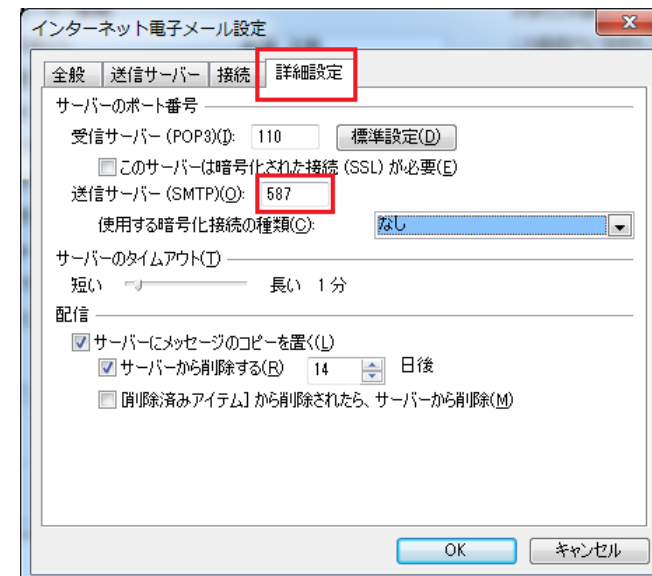 インターネット電子メール設定
全般 送信サーバー 接続 詳細設定
サーバーのポート番号
受信サーバー (POP3)(I): 110 標準設定(D)
このサーバーは暗号化された接続 (SSL) が必要(E)
送信サーバー (SMTP)(O): 587
使用する暗号化接続の種類(C): なし
サーバーのタイムアウト(T)
短い 長い 1 分
配信
サーバーにメッセージのコピーを置く(L)
サーバーから削除する(R) 14 日後
[削除済みアイテム] から削除されたら、サーバーから削除(M)
OK キャンセル